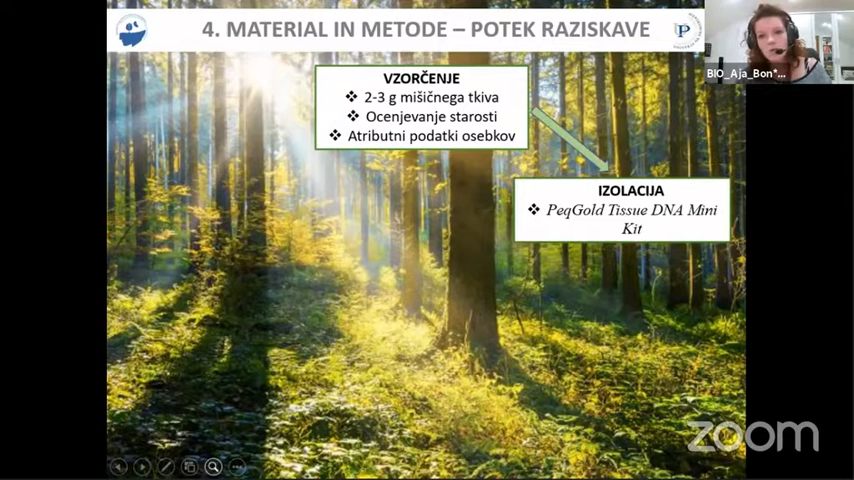 4. MATERIAL IN METODE – POTEK RAZISKAVE
BIO_Aja_Bon*...
VZORČENJE
❖ 2-3 g mišičnega tkiva
❖ Ocenjevanje starosti
❖ Atributni podatki osebkov
IZOLACIJA
❖ PeqGold Tissue DNA Mini
Kit
zoom